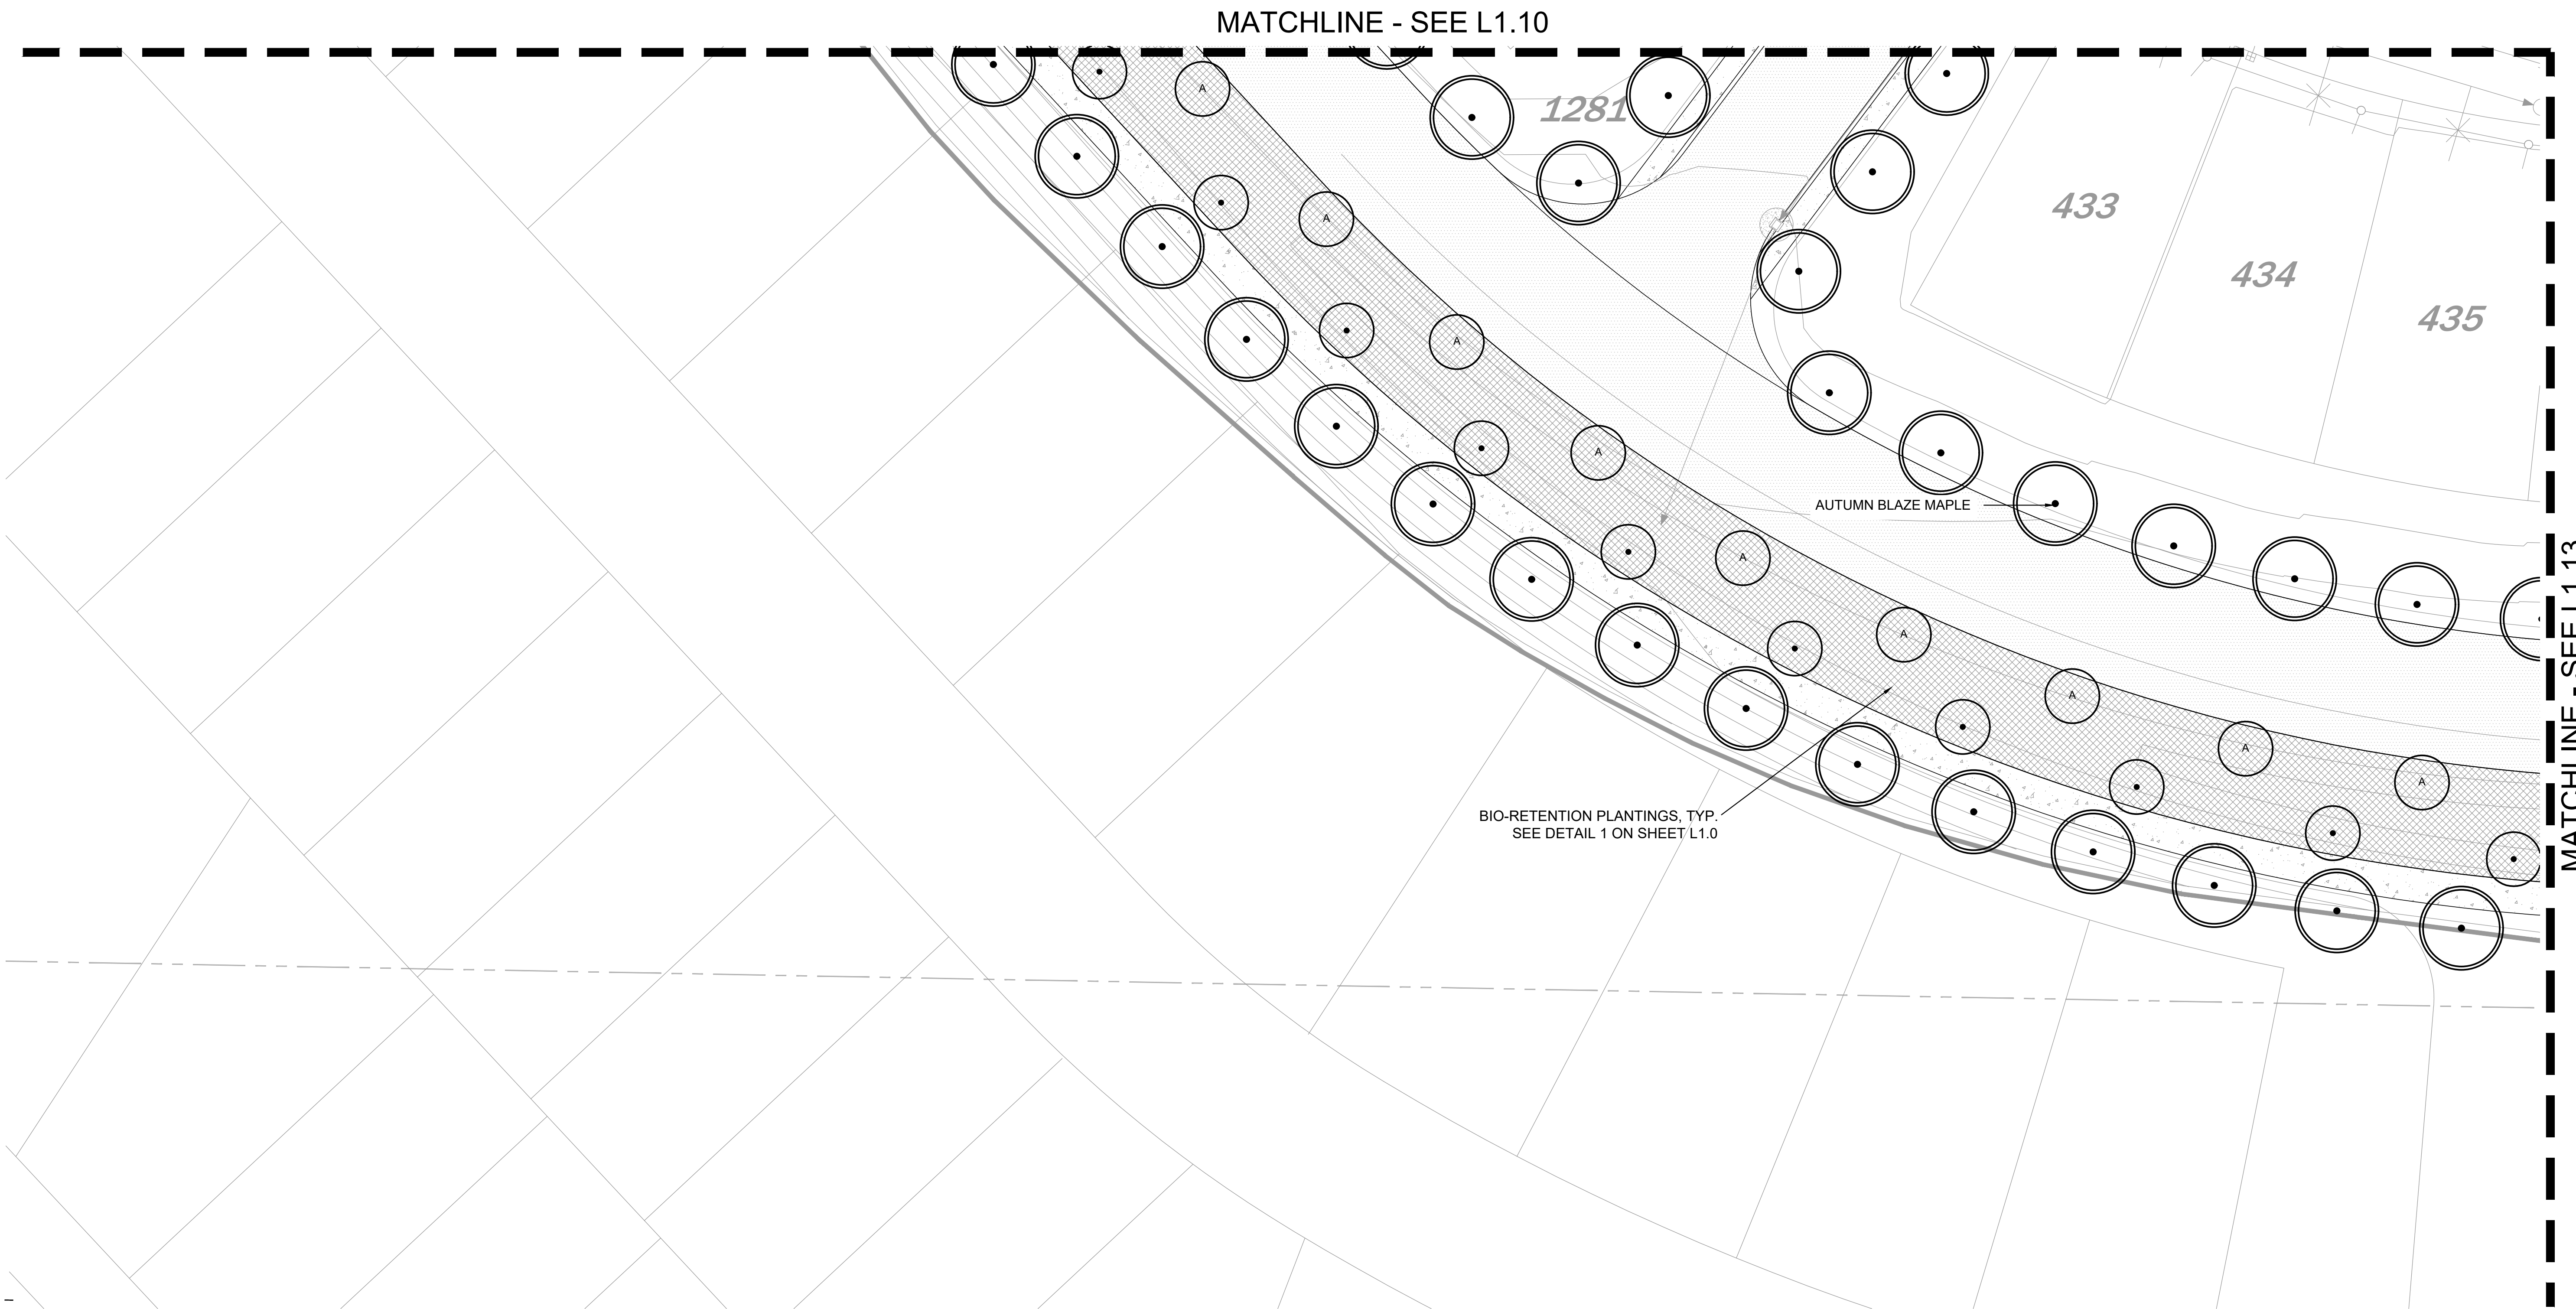 MATCHLINE - SEE L1.10
1281
433
434
435
A
A
A
A
A
A
A
A
A
AUTUMN BLAZE MAPLE
BIO-RETENTION PLANTINGS, TYP.
SEE DETAIL 1 ON SHEET L1.0
MATCHLINE - SEE L1.13